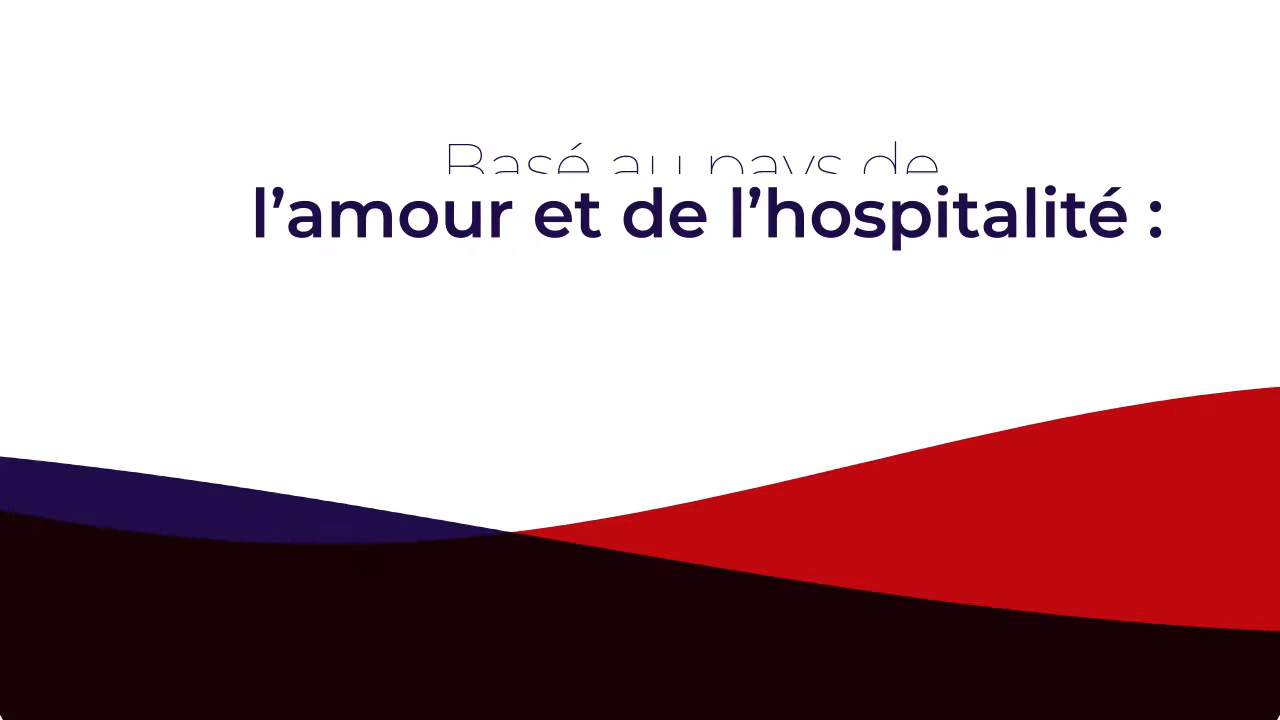 Basé au pays de
l’amour et de l’hospitalité :